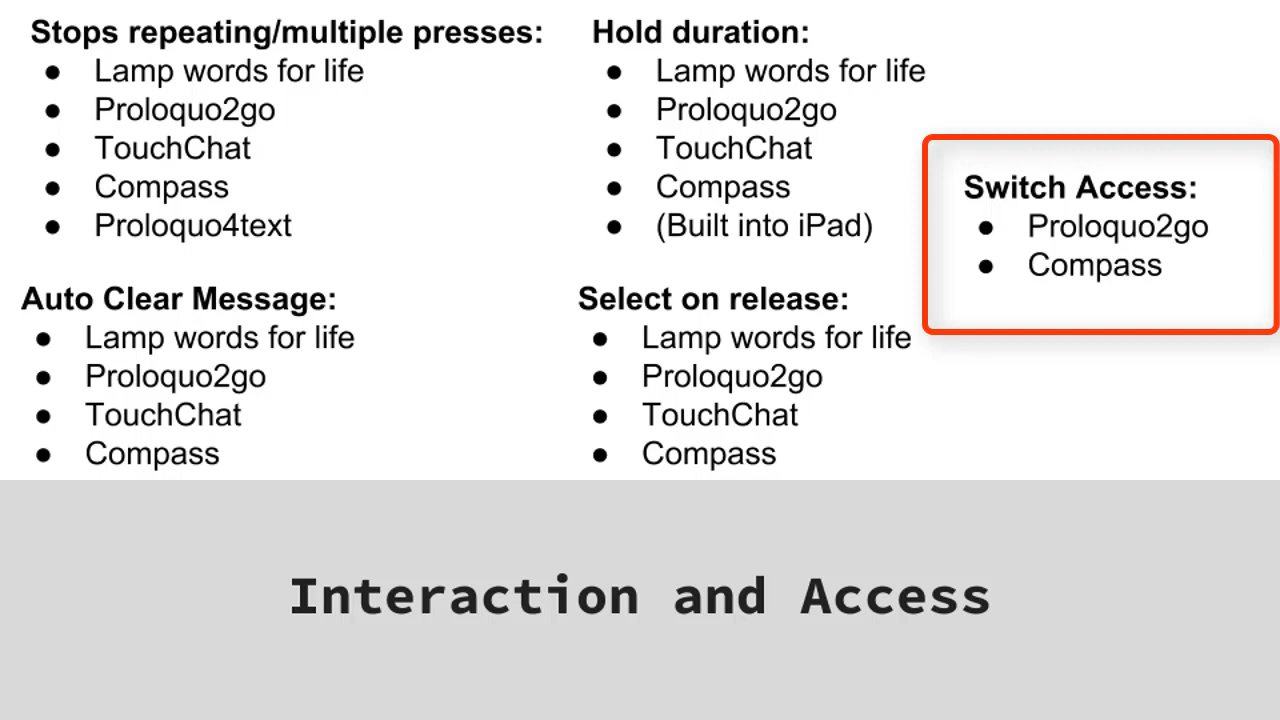 Stops repeating/multiple presses:
● Lamp words for life
● Proloquo2go
● TouchChat
● Compass
● Proloquo4text
Auto Clear Message:
● Lamp words for life
● Proloquo2go
● TouchChat
● Compass
Hold duration:
● Lamp words for life
● Proloquo2go
● TouchChat
● Compass
● (Built into iPad)
Select on release:
● Lamp words for life
● Proloquo2go
● TouchChat
● Compass
Switch Access:
● Proloquo2go
● Compass
Interaction and Access